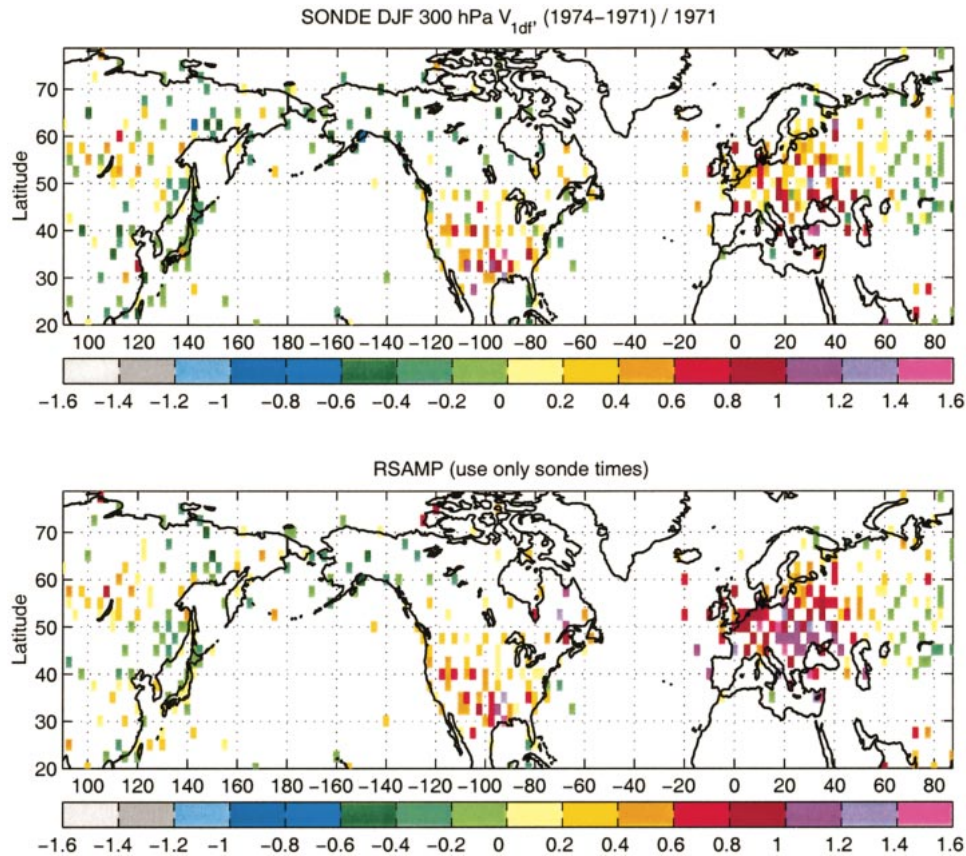 SONDE DJF 300 hPa V1df, (1974−1971) / 1971
Latitude
70
60
50
40
30
20
100 120 140 160 180 −160 −140 −120 −100 −80 −60 −40 −20 0 20 40 60 80
−1.6 −1.4 −1.2 −1 −0.8 −0.6 −0.4 −0.2 0 0.2 0.4 0.6 0.8 1 1.2 1.4 1.6
RSAMP (use only sonde times)
Latitude
70
60
50
40
30
20
100 120 140 160 180 −160 −140 −120 −100 −80 −60 −40 −20 0 20 40 60 80
−1.6 −1.4 −1.2 −1 −0.8 −0.6 −0.4 −0.2 0 0.2 0.4 0.6 0.8 1 1.2 1.4 1.6